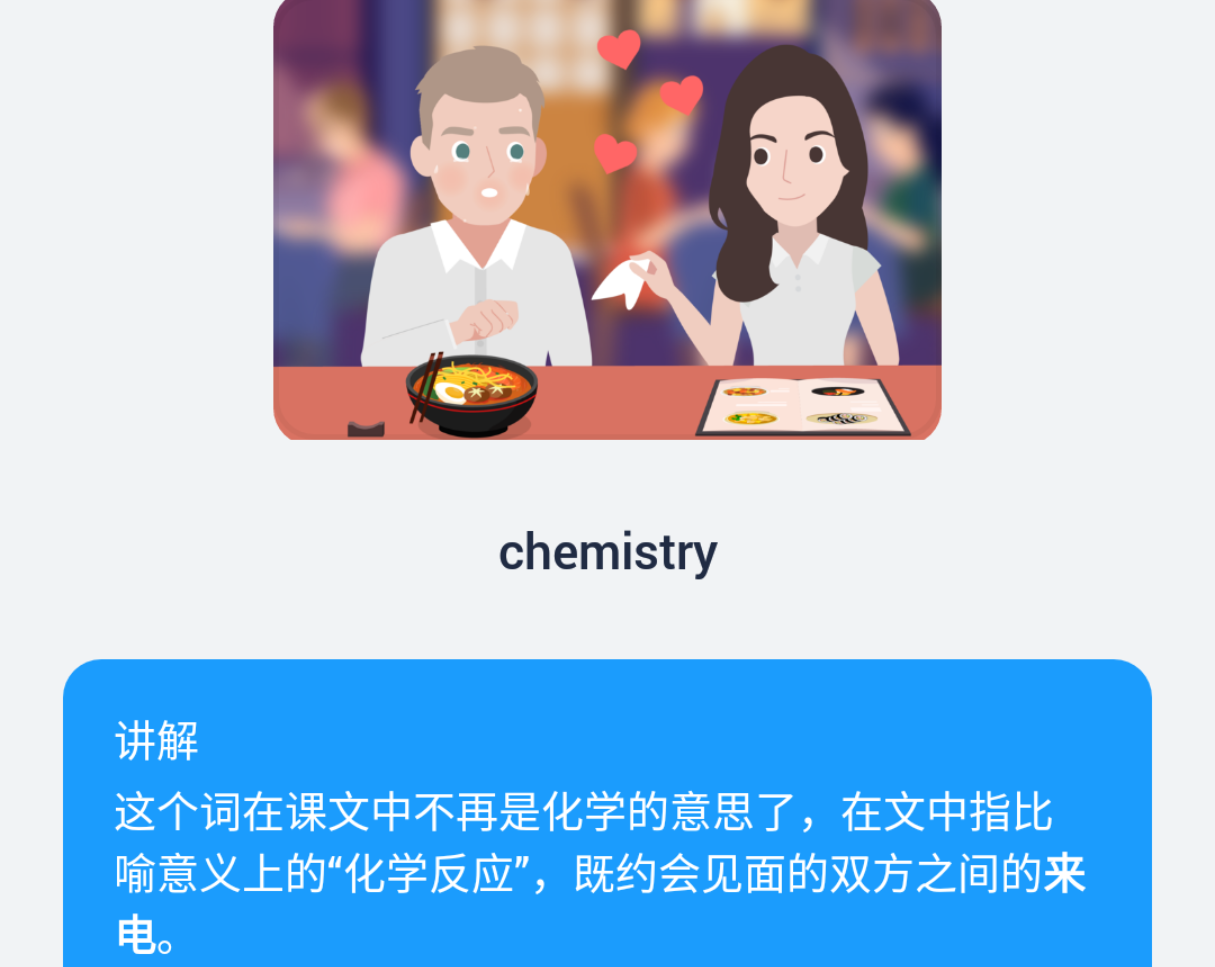 chemistry
讲解
这个词在课文中不再是化学的意思了，在文中指比
喻意义上的“化学反应”，既约会见面的双方之间的来
电。